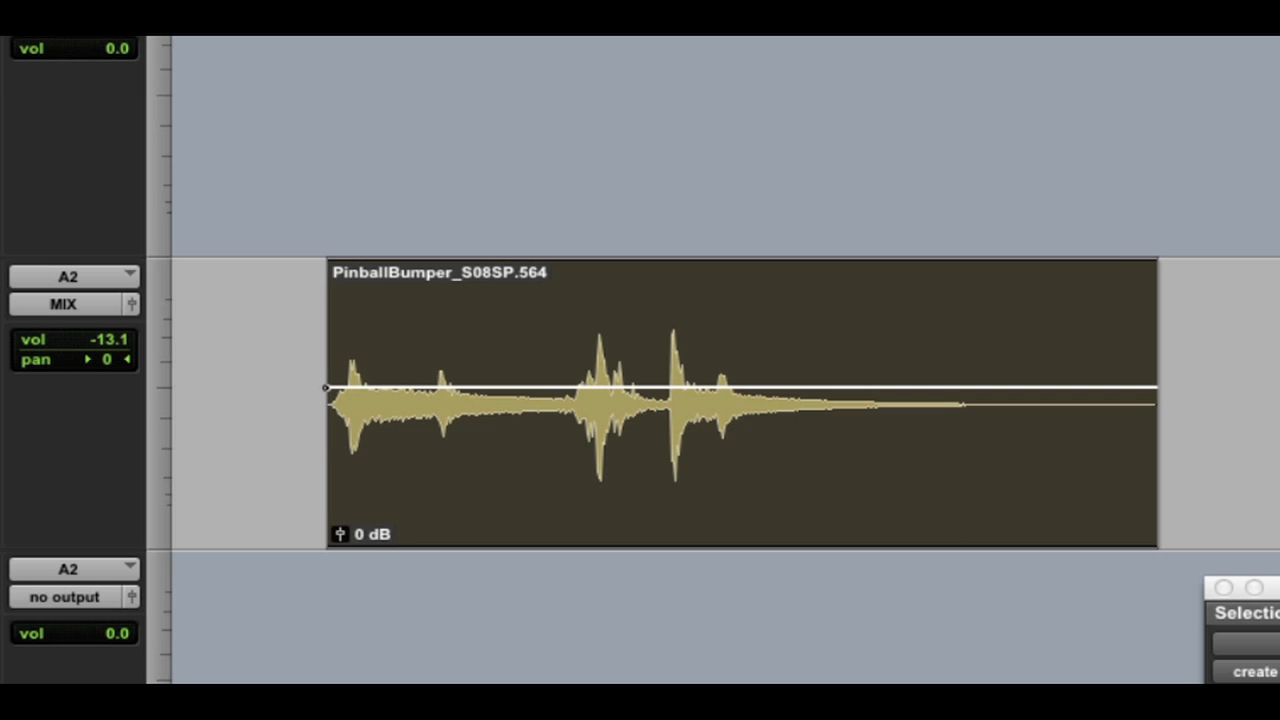 vol 0.0
A2
MIX
vol -13.1
pan 0
PinballBumper_S08SP.564
0 dB
A2
no output
vol 0.0
Selectio
create